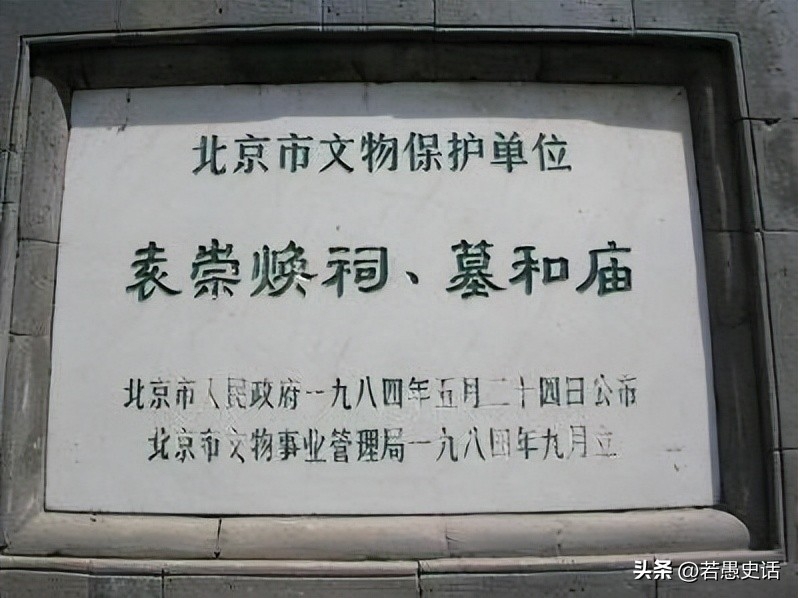 北京市文物保护单位
袁崇焕祠、墓和庙
北京市人民政府一九八四年五月二十四日公布
北京市文物事业管理局一九八四年九月立
头条 @若愚史话